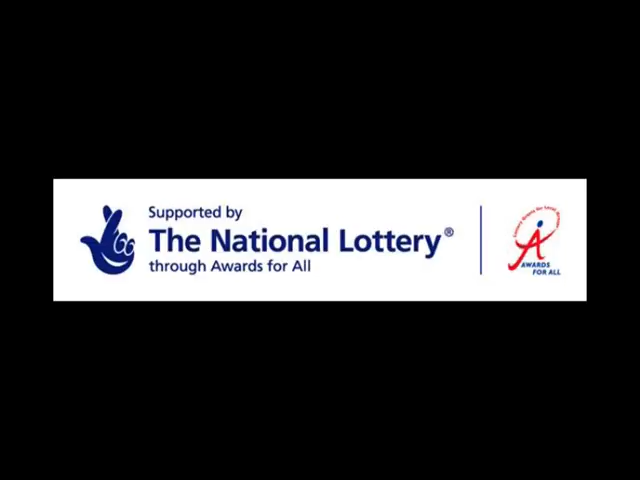 Supported by
The National Lottery®
through Awards for All
AWARDS
FOR ALL